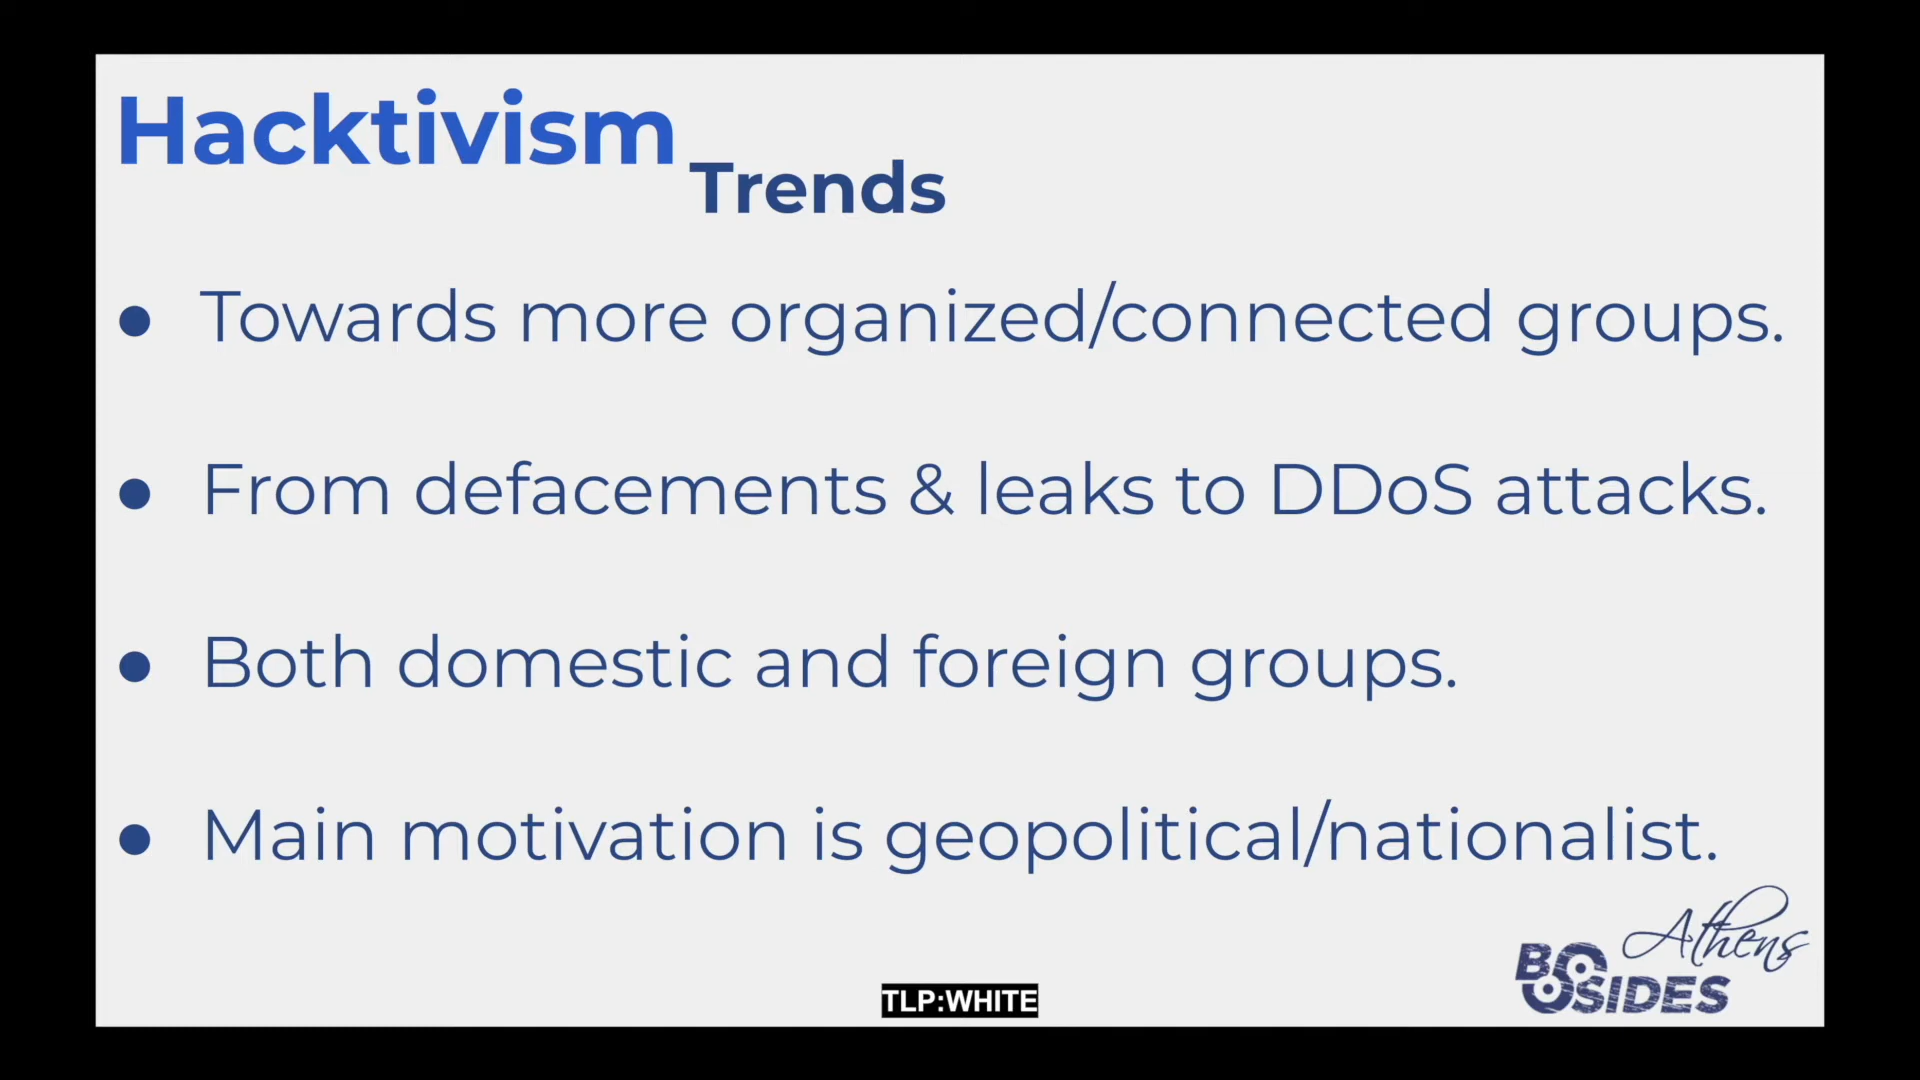 Hacktivism
Trends
● Towards more organized/connected groups.
● From defacements & leaks to DDoS attacks.
● Both domestic and foreign groups.
● Main motivation is geopolitical/nationalist.
Athens
BSIDES
TLP:WHITE